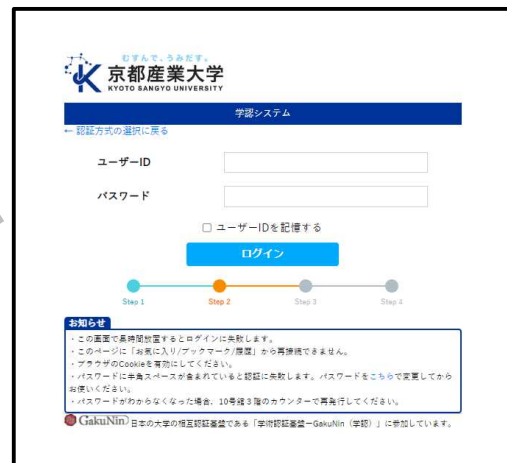 むすんで、うみだす。
京都産業大学
KYOTO SANGYO UNIVERSITY
学認システム
← 認証方式の選択に戻る
ユーザーID
パスワード
ユーザーIDを記憶する
ログイン
Step 1 Step 2 Step 3 Step 4
お知らせ
・この画面で長時間放置するとログインに失敗します。
・このページに「お気に入り/ブックマーク/履歴」から再接続できません。
・ブラウザのCookieを有効にしてください。
・パスワードに半角スペースが含まれていると認証に失敗します。パスワードをこちらで変更してから
お使いください。
・パスワードがわからなくなった場合、10号館3階のカウンターで再発行してください。
GakuNin 日本の大学の相互認証基盤である「学術認証基盤ーGakuNin（学認）」に参加しています。